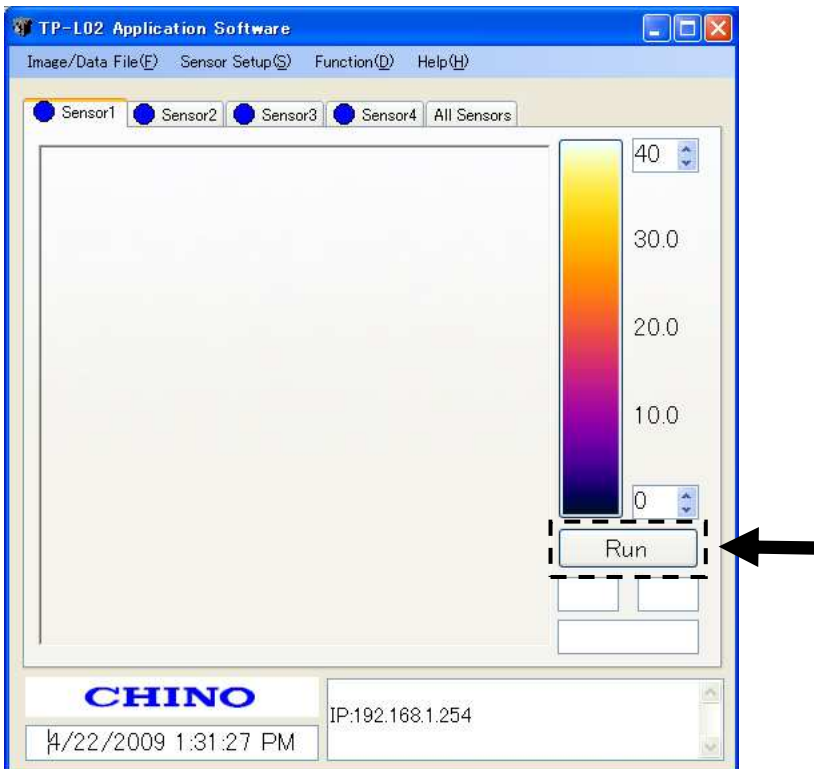 TP-L02 Application Software
Image/Data File(F) Sensor Setup(S) Function(D) Help(H)
Sensor1 Sensor2 Sensor3 Sensor4 All Sensors
40
30.0
20.0
10.0
0
Run
CHINO
IP:192.168.1.254
4/22/2009 1:31:27 PM